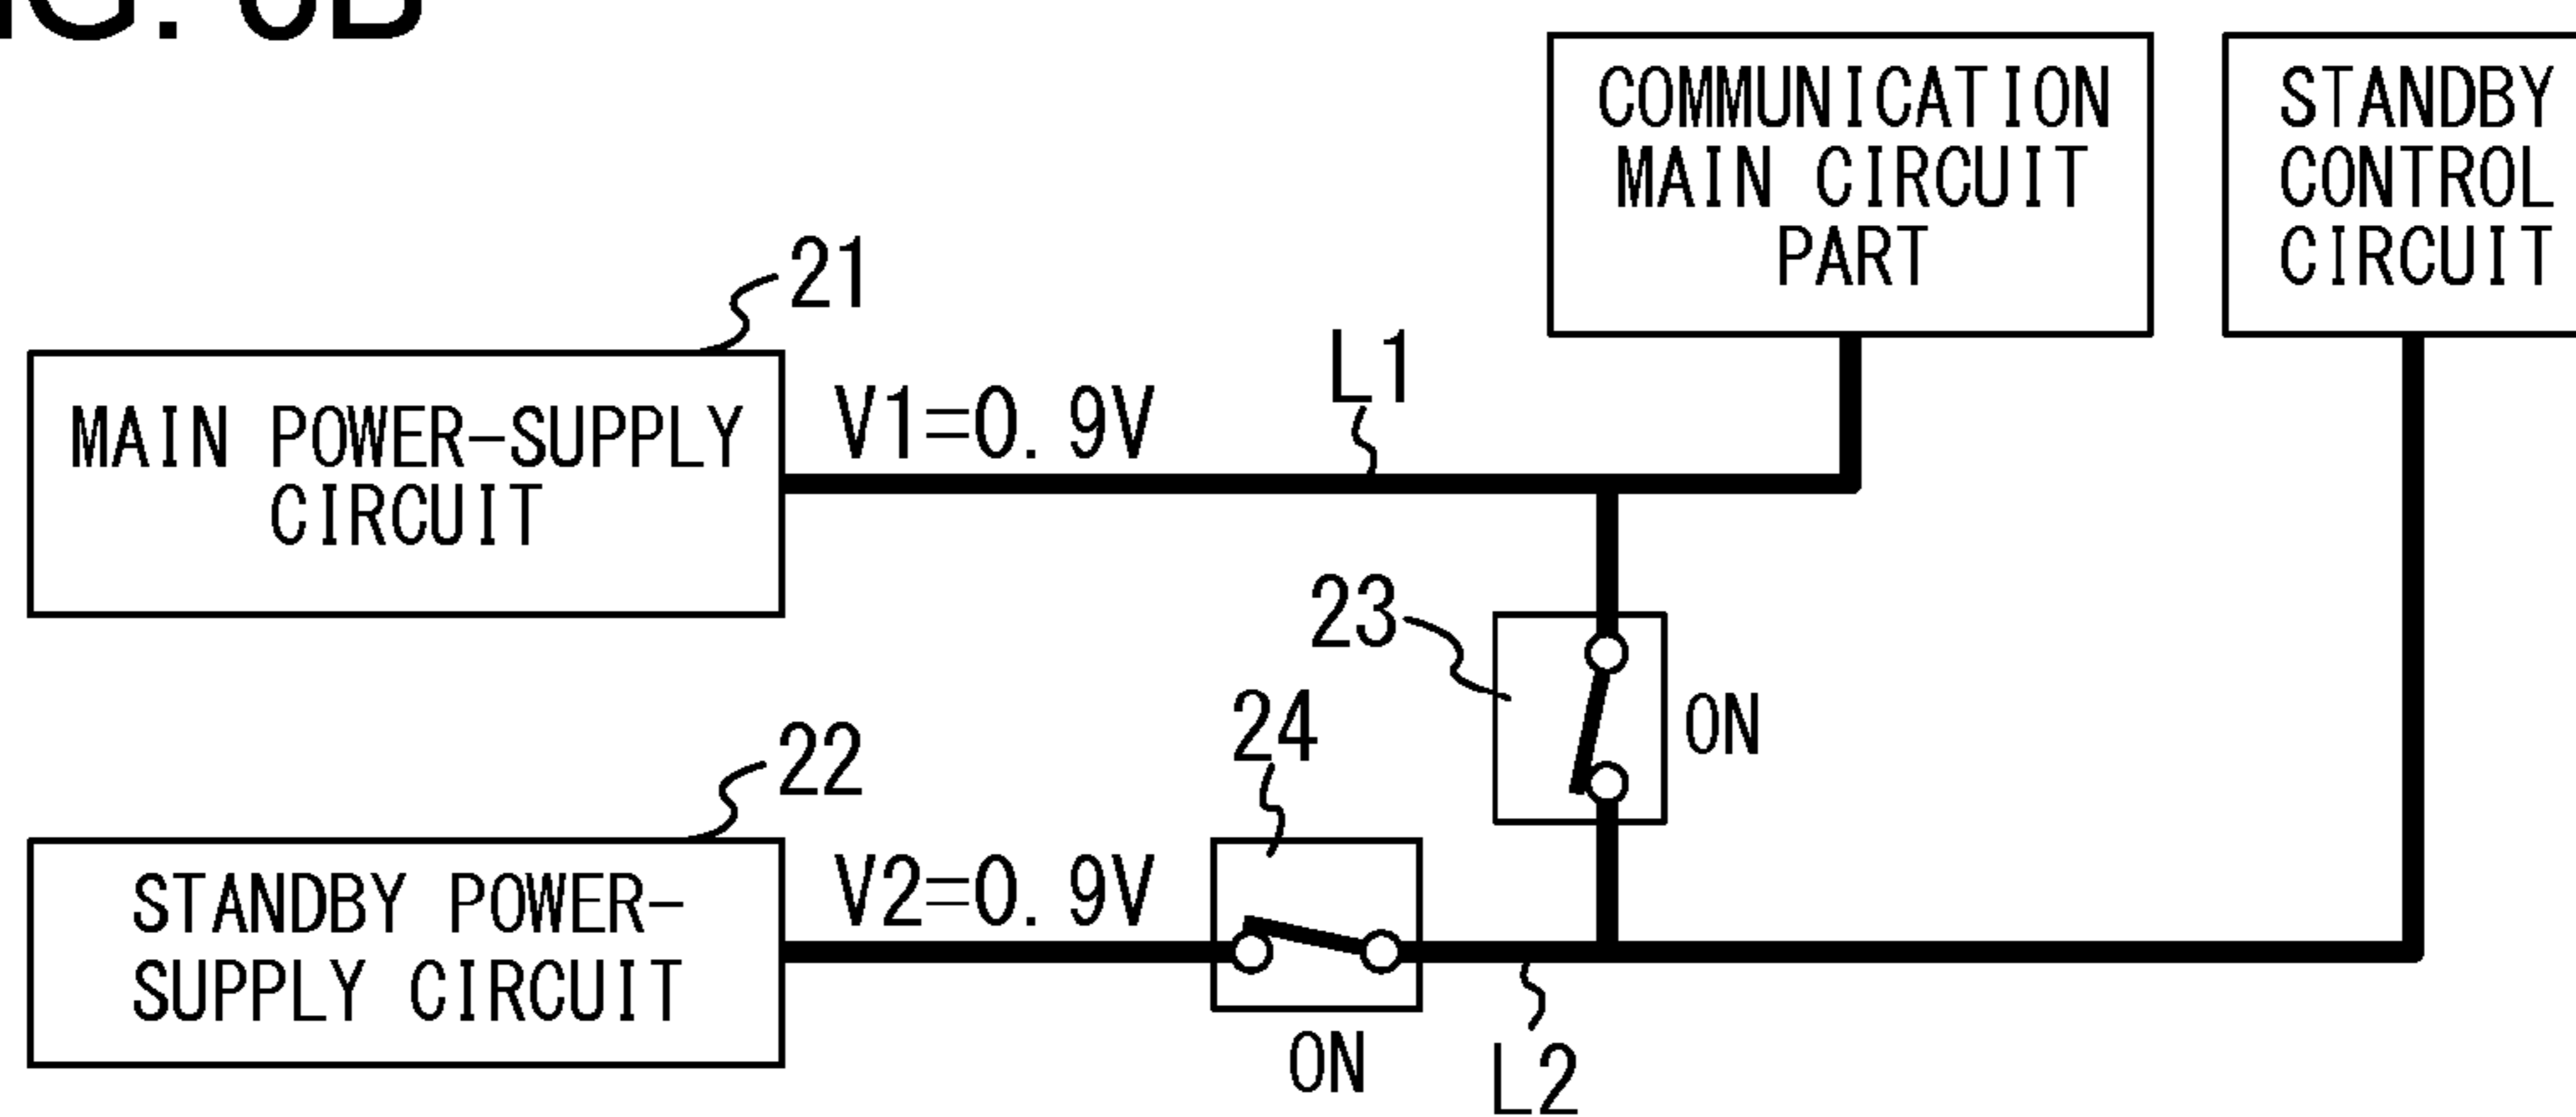 COMMUNICATION
MAIN CIRCUIT
PART
STANDBY
CONTROL
CIRCUIT
21
MAIN POWER-SUPPLY
CIRCUIT
V1=0.9V
L1
23
ON
24
22
STANDBY POWER-
SUPPLY CIRCUIT
V2=0.9V
ON
L2